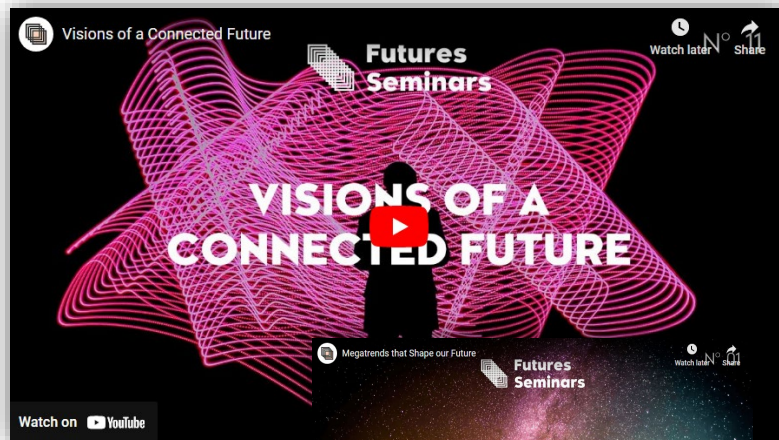 Visions of a Connected Future
Watch later
N° 11
Share
Futures
Seminars
VISIONS OF A
CONNECTED FUTURE
Megatrends that Shape our Future
Watch later
N° 01
Share
Futures
Seminars
Watch on YouTube